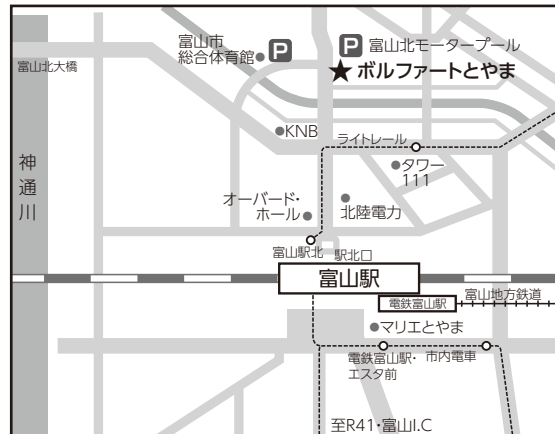 富山市
総合体育館
P
P
富山北モータープール
★ボルファートとやま
富山北大橋
KNB
ライトレール
タワー
111
神通川
オーバード・
ホール
北陸電力
富山駅北
駅北口
富山駅
電鉄富山駅
富山地方鉄道
マリエとやま
電鉄富山駅・
エスタ前
市内電車
至R41・富山I.C